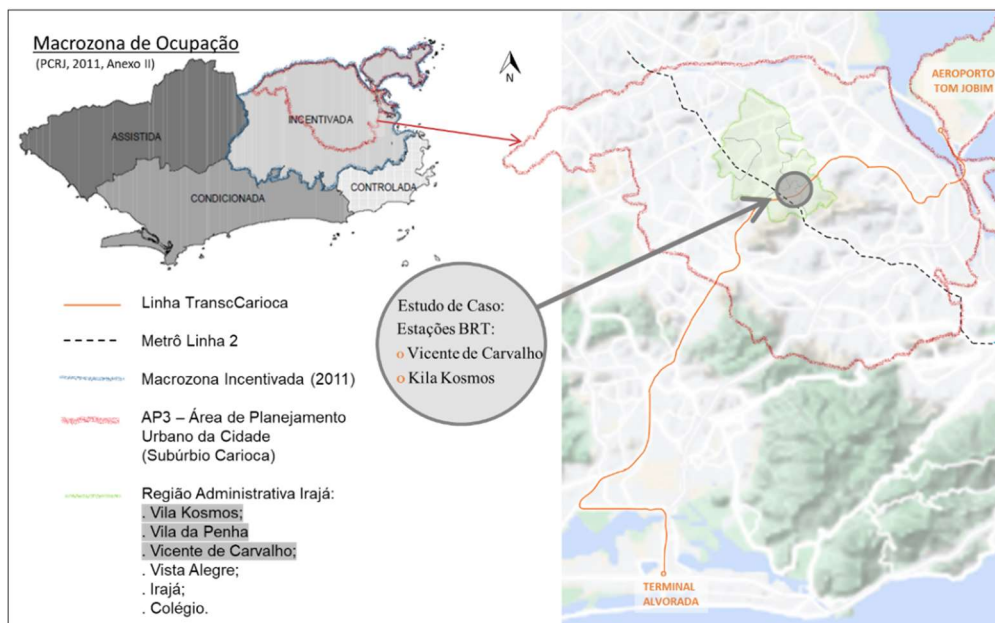 Macrozona de Ocupação
(PCRJ, 2011, Anexo II)
N
ASSISTIDA
INCENTIVADA
CONDICIONADA
CONTROLADA
Linha TranscCarioca
Metrô Linha 2
Macrozona Incentivada (2011)
AP3 – Área de Planejamento
Urbano da Cidade
(Subúrbio Carioca)
Região Administrativa Irajá:
. Vila Kosmos;
. Vila da Penha
. Vicente de Carvalho;
. Vista Alegre;
. Irajá;
. Colégio.
Estudo de Caso:
Estações BRT:
Vicente de Carvalho
Kila Kosmos
AEROPORTO
TOM JOBIM
TERMINAL
ALVORADA